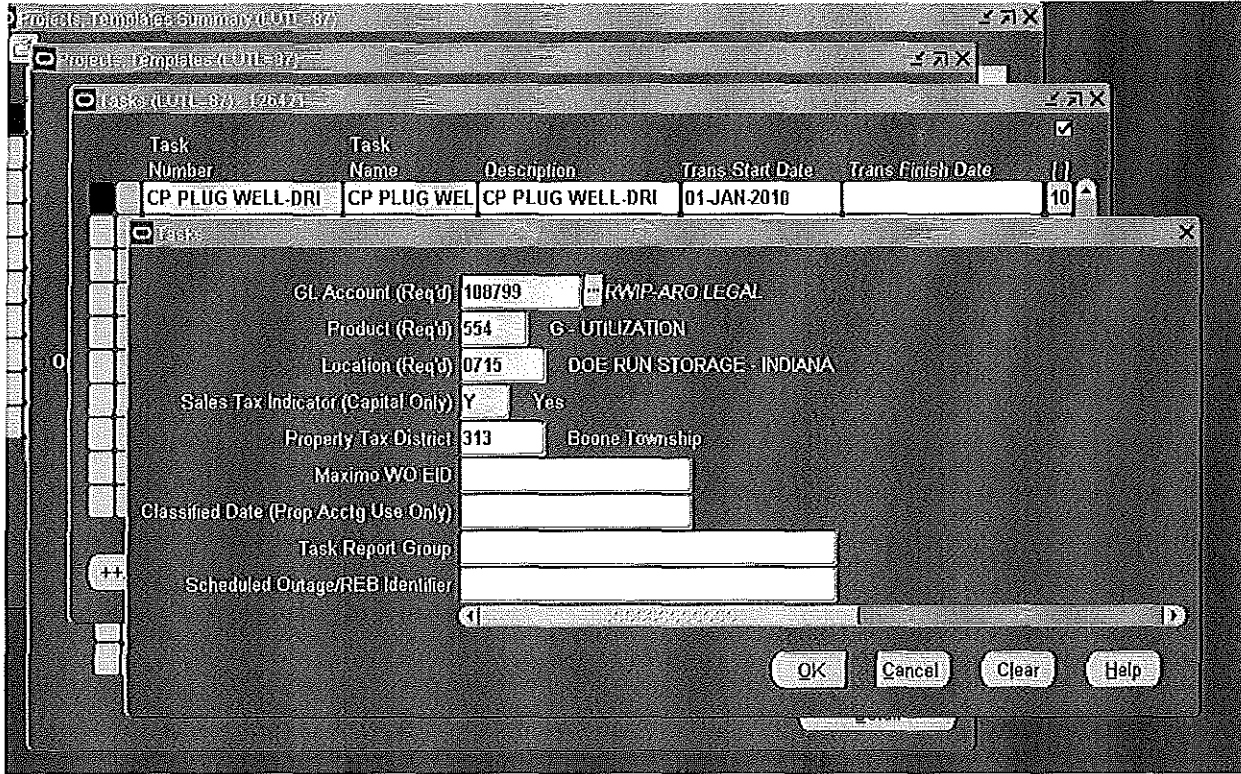 Projects, Templates Summary (LUTL-87)
Projects, Templates (LUTL-87)
Tasks (LUTL-87) - 126421
Task Number
Task Name
Description
Trans Start Date
Trans Finish Date
[ ]
CP PLUG WELL-DRI
CP PLUG WEL
CP PLUG WELL-DRI
01-JAN-2010
10
Tasks
GL Account (Req'd) 108799 ... RWIP-ARO LEGAL
Product (Req'd) 554 G - UTILIZATION
Location (Req'd) 0715 DOE RUN STORAGE - INDIANA
Sales Tax Indicator (Capital Only) Y Yes
Property Tax District 313 Boone Township
Maximo WO EID
Classified Date (Prop Acctg Use Only)
Task Report Group
Scheduled Outage/REB Identifier
++
OK
Cancel
Clear
Help